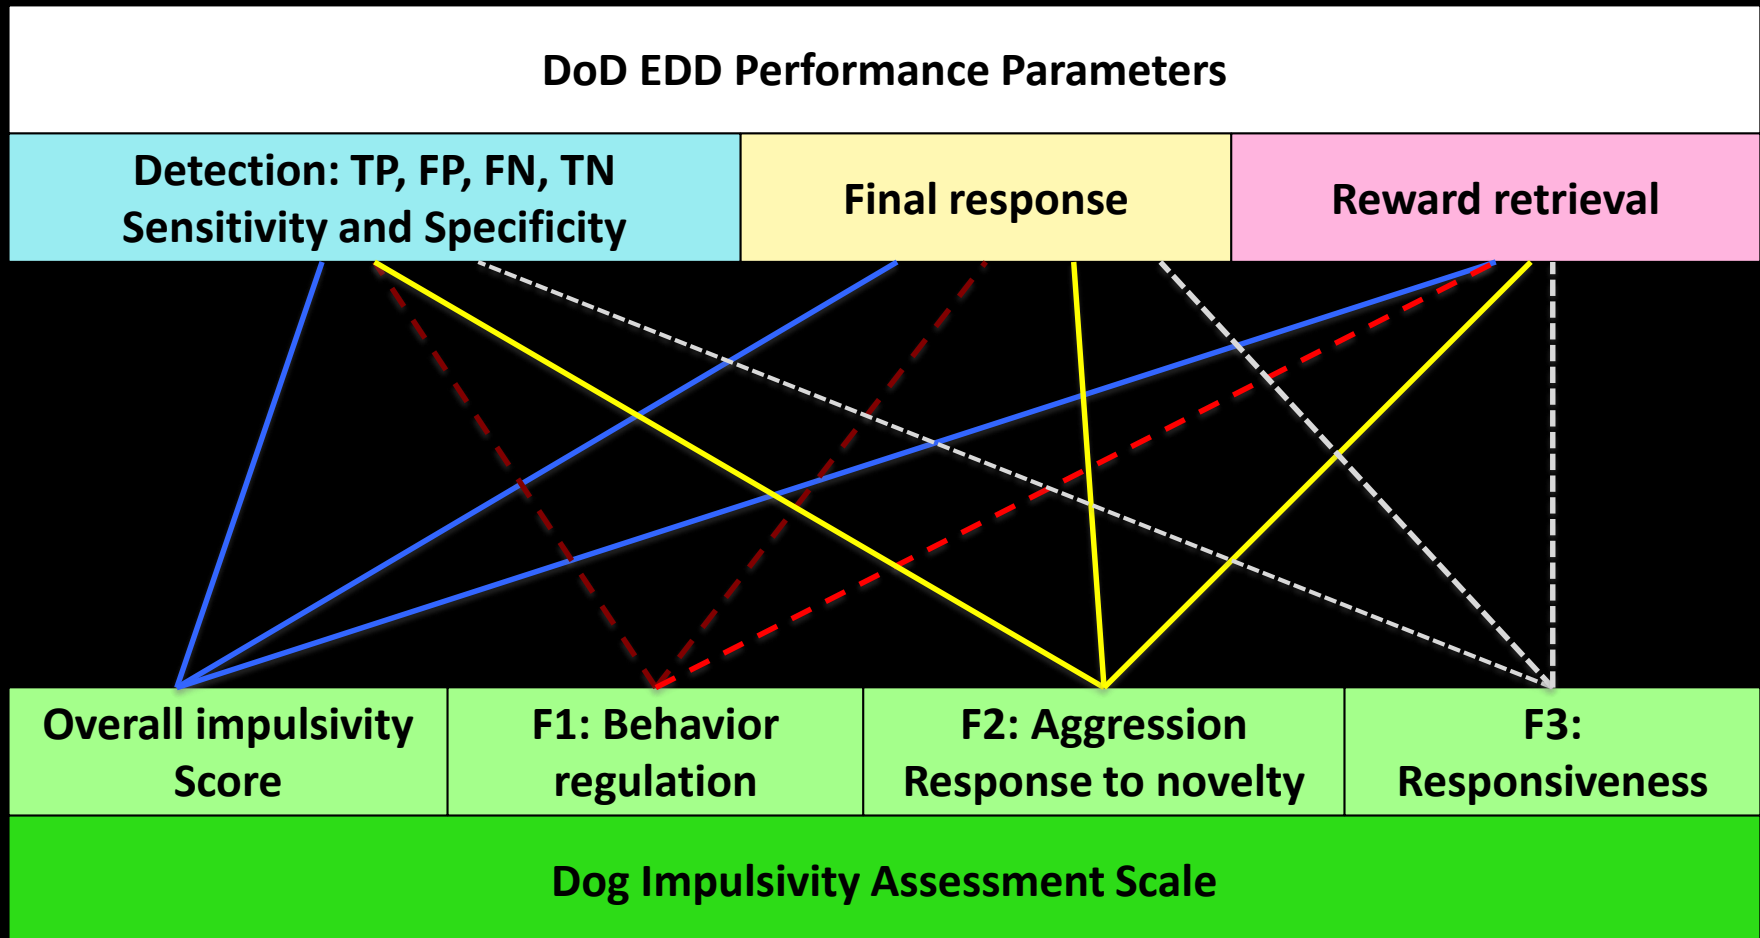 DoD EDD Performance Parameters
Detection: TP, FP, FN, TN
Sensitivity and Specificity
Final response
Reward retrieval
Overall impulsivity
Score
F1: Behavior
regulation
F2: Aggression
Response to novelty
F3:
Responsiveness
Dog Impulsivity Assessment Scale